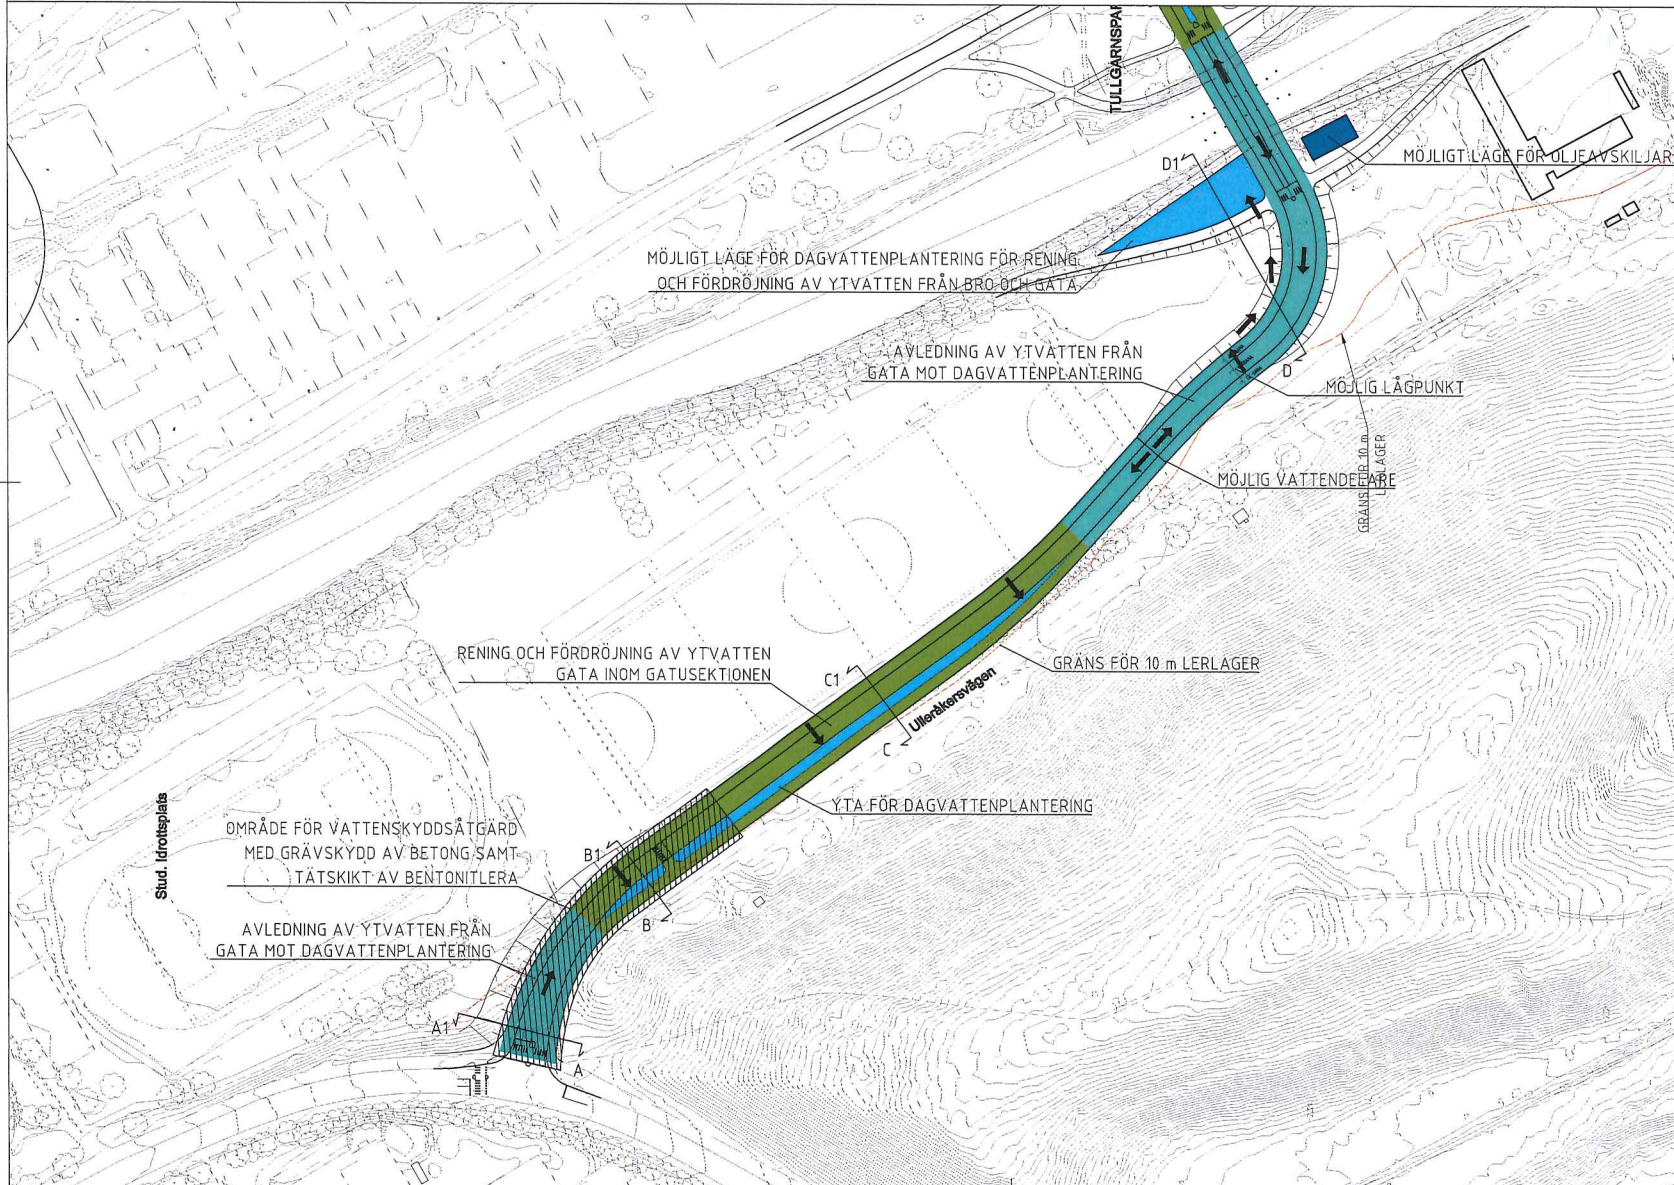 TULLGARNSPAR
D1
MÖJLIGT LÄGE FÖR OLJEAVSKILJAR
MÖJLIGT LÄGE FÖR DAGVATTENPLANTERING FÖR RENING
OCH FÖRDRÖJNING AV YTVATTEN FRÅN BRO OCH GATA
AVLEDNING AV YTVATTEN FRÅN
GATA MOT DAGVATTENPLANTERING
D
MÖJLIG LÅGPUNKT
GRÄNS FÖR 10 m
LERLAGER
MÖJLIG VATTENDELARE
RENING OCH FÖRDRÖJNING AV YTVATTEN
GATA INOM GATUSEKTIONEN
C1
GRÄNS FÖR 10 m LERLAGER
Ulleråkersvägen
C
YTA FÖR DAGVATTENPLANTERING
Stud. Idrottsplats
OMRÅDE FÖR VATTENSKYDDSÅTGÄRD
MED GRÄVSKYDD AV BETONG SAMT
TÄTSKIKT AV BENTONITLERA
B1
B
AVLEDNING AV YTVATTEN FRÅN
GATA MOT DAGVATTENPLANTERING
A1
A